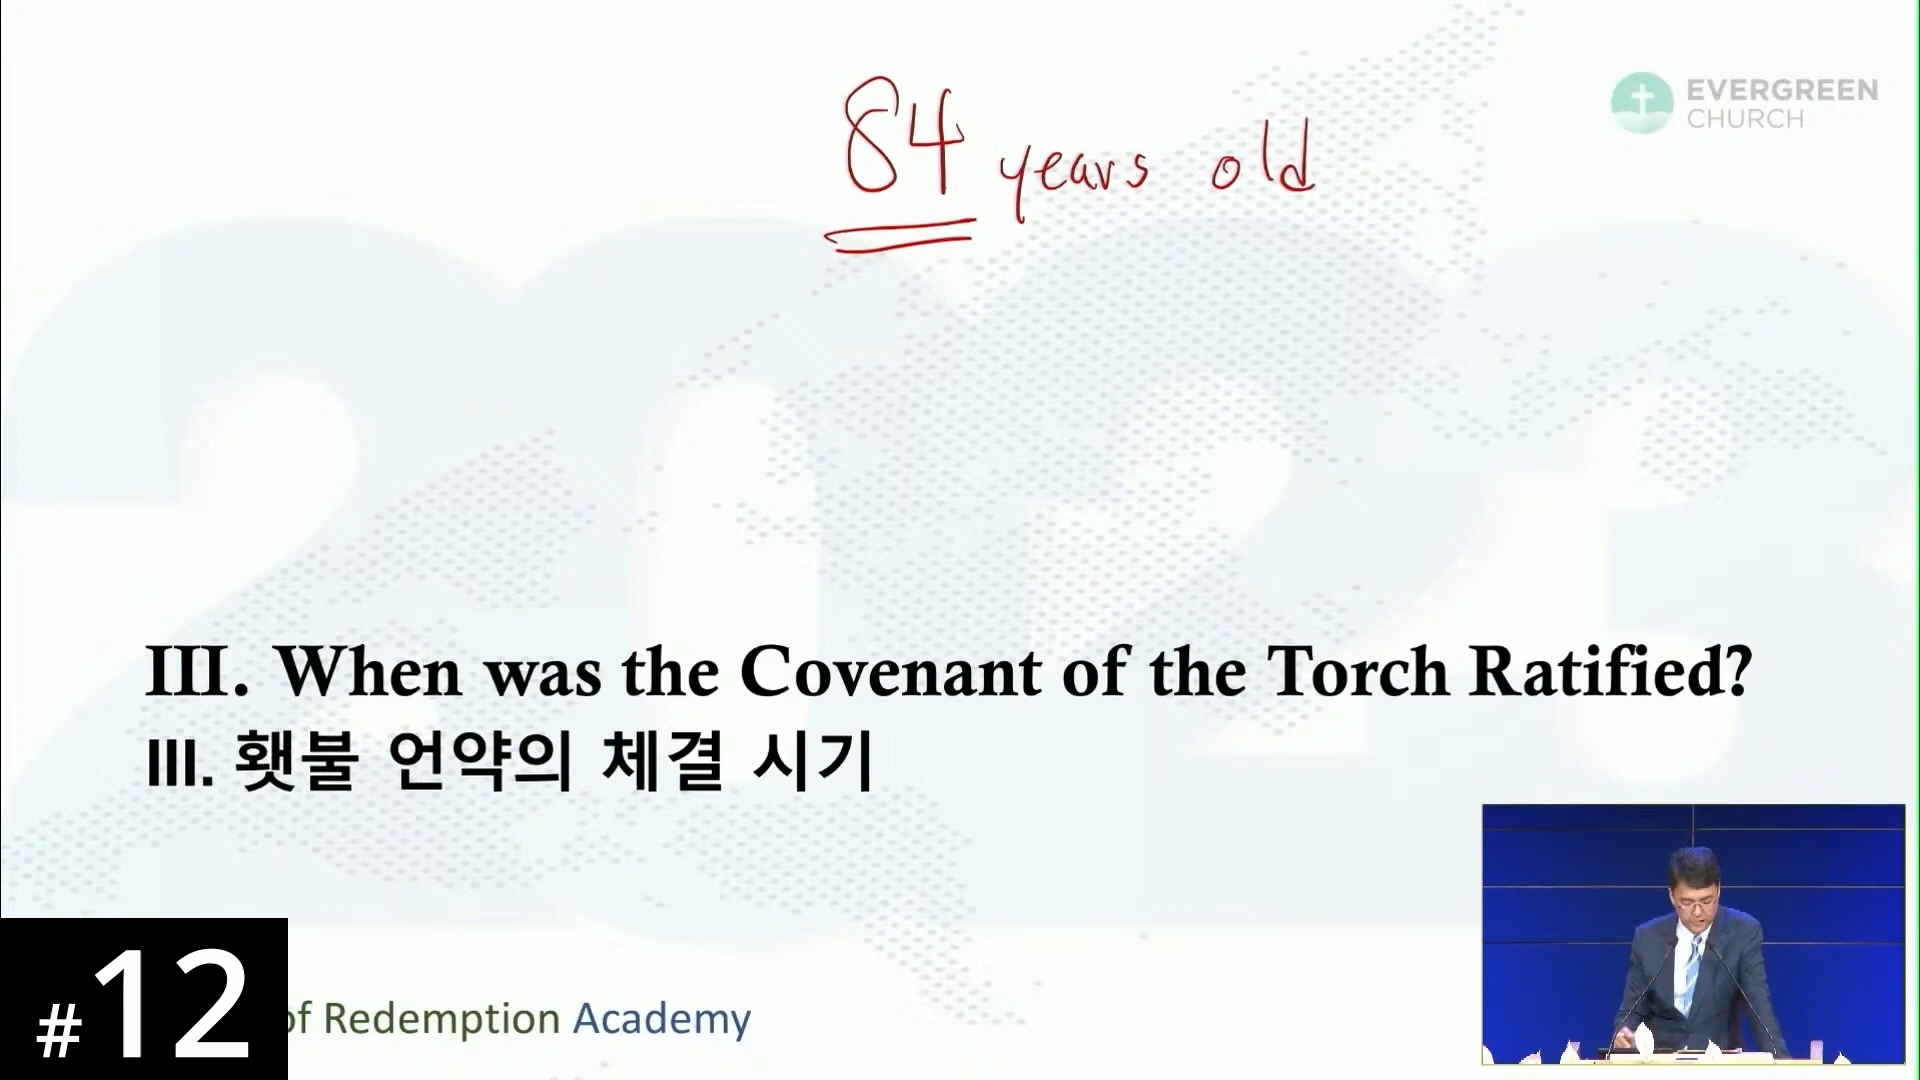 84 years old
EVERGREEN
CHURCH
III. When was the Covenant of the Torch Ratified?
III. 횃불 언약의 체결 시기
#12
of Redemption Academy